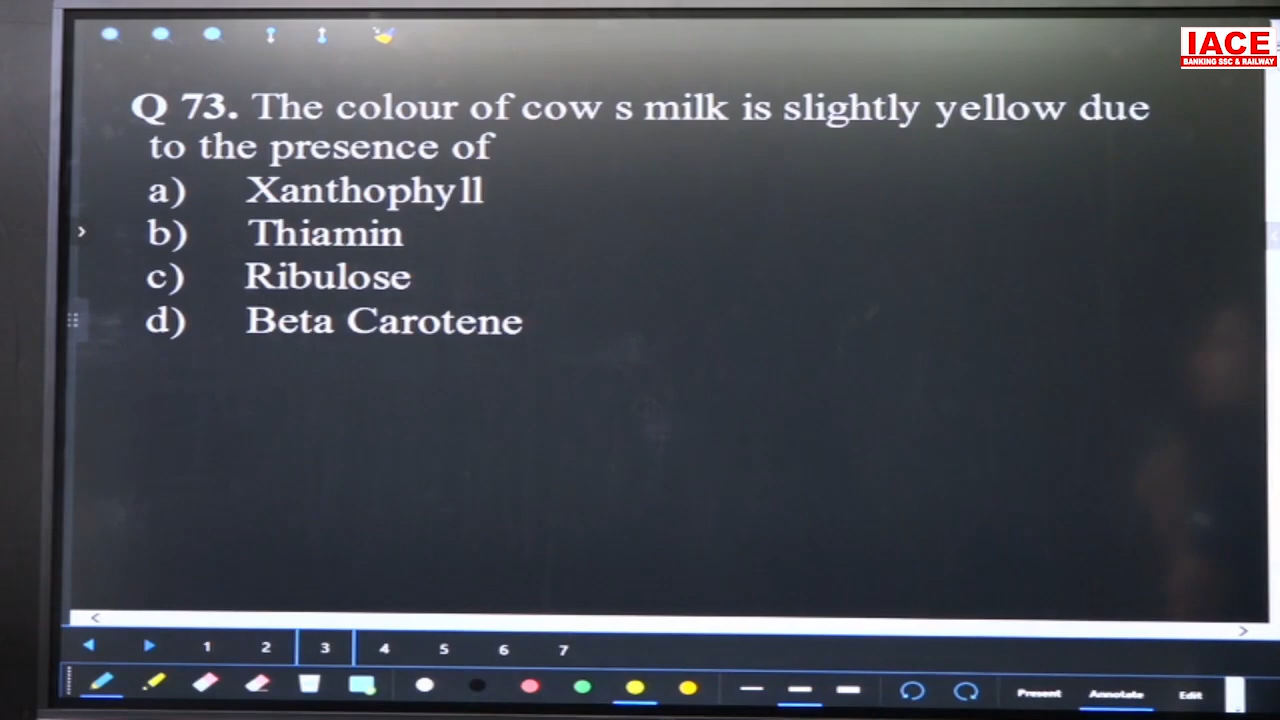 IACE
BANKING SSC & RAILWAY
Q 73. The colour of cow s milk is slightly yellow due
to the presence of
a) Xanthophyll
b) Thiamin
c) Ribulose
d) Beta Carotene
1 2 3 4 5 6 7
Present Annotate Edit